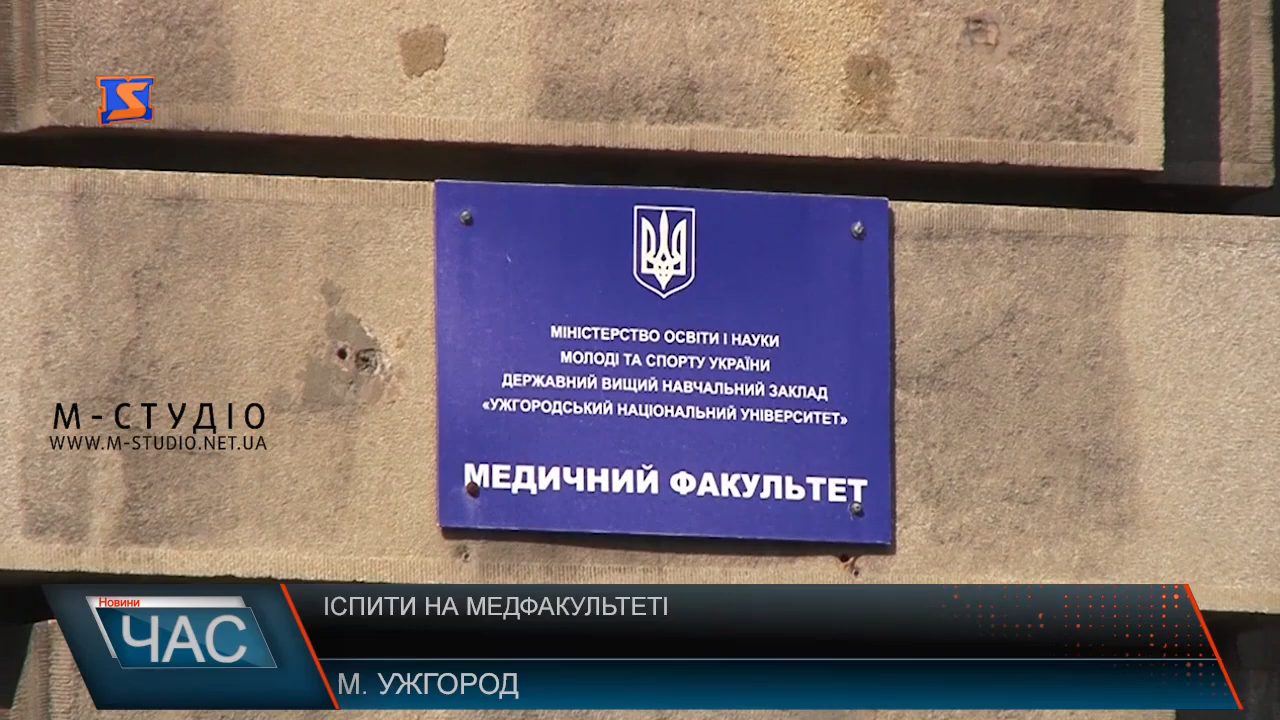 МІНІСТЕРСТВО ОСВІТИ І НАУКИ
МОЛОДІ ТА СПОРТУ УКРАЇНИ
ДЕРЖАВНИЙ ВИЩИЙ НАВЧАЛЬНИЙ ЗАКЛАД
«УЖГОРОДСЬКИЙ НАЦІОНАЛЬНИЙ УНІВЕРСИТЕТ»
МЕДИЧНИЙ ФАКУЛЬТЕТ
М-СТУДІО
WWW.M-STUDIO.NET.UA
Новини
ЧАС
ІСПИТИ НА МЕДФАКУЛЬТЕТІ
М. УЖГОРОД